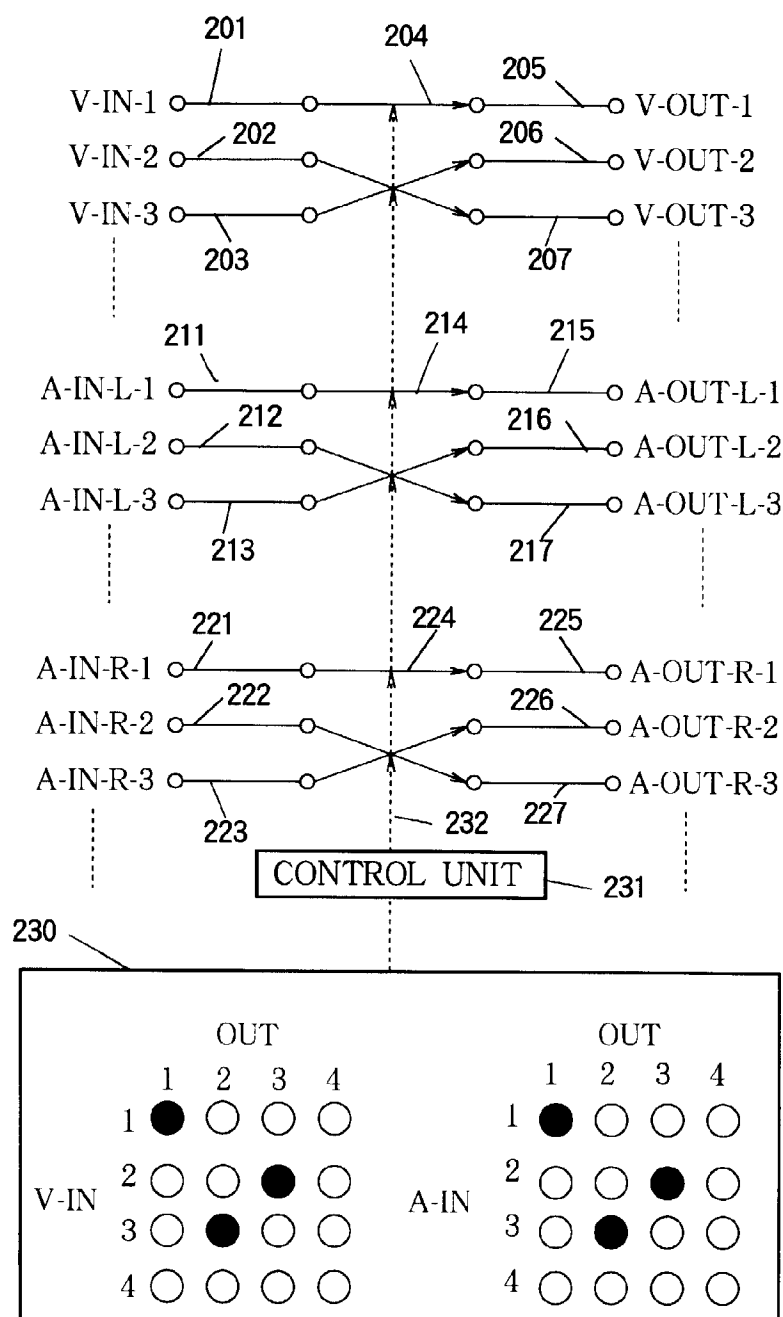 201 204 205
V-IN-1 V-OUT-1
202 206
V-IN-2 V-OUT-2
V-IN-3 V-OUT-3
203 207
211 214 215
A-IN-L-1 A-OUT-L-1
212 216
A-IN-L-2 A-OUT-L-2
A-IN-L-3 A-OUT-L-3
213 217
221 224 225
A-IN-R-1 A-OUT-R-1
222 226
A-IN-R-2 A-OUT-R-2
A-IN-R-3 A-OUT-R-3
223 232 227
CONTROL UNIT 231
230
OUT OUT
1 2 3 4 1 2 3 4
1 1
2 2
V-IN A-IN
3 3
4 4